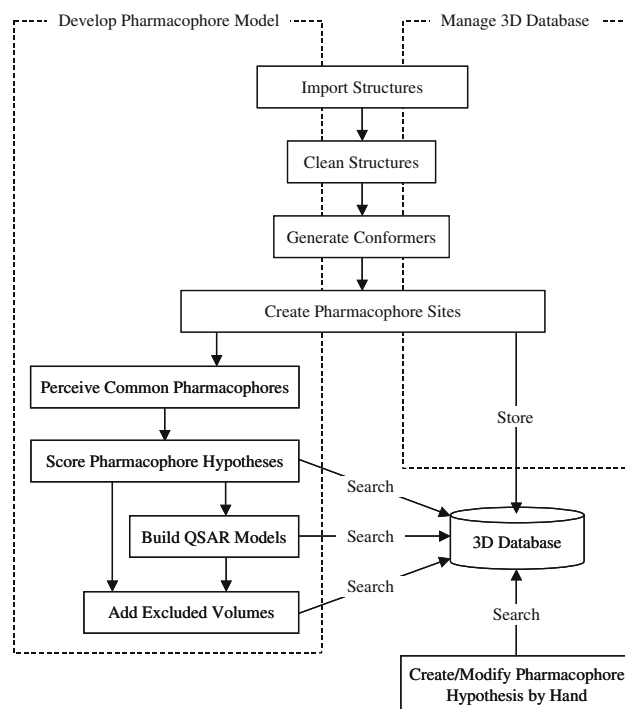 Develop Pharmacophore Model
Manage 3D Database
Import Structures
Clean Structures
Generate Conformers
Create Pharmacophore Sites
Perceive Common Pharmacophores
Store
Score Pharmacophore Hypotheses
Search
Build QSAR Models
Search
3D Database
Add Excluded Volumes
Search
Search
Create/Modify Pharmacophore
Hypothesis by Hand